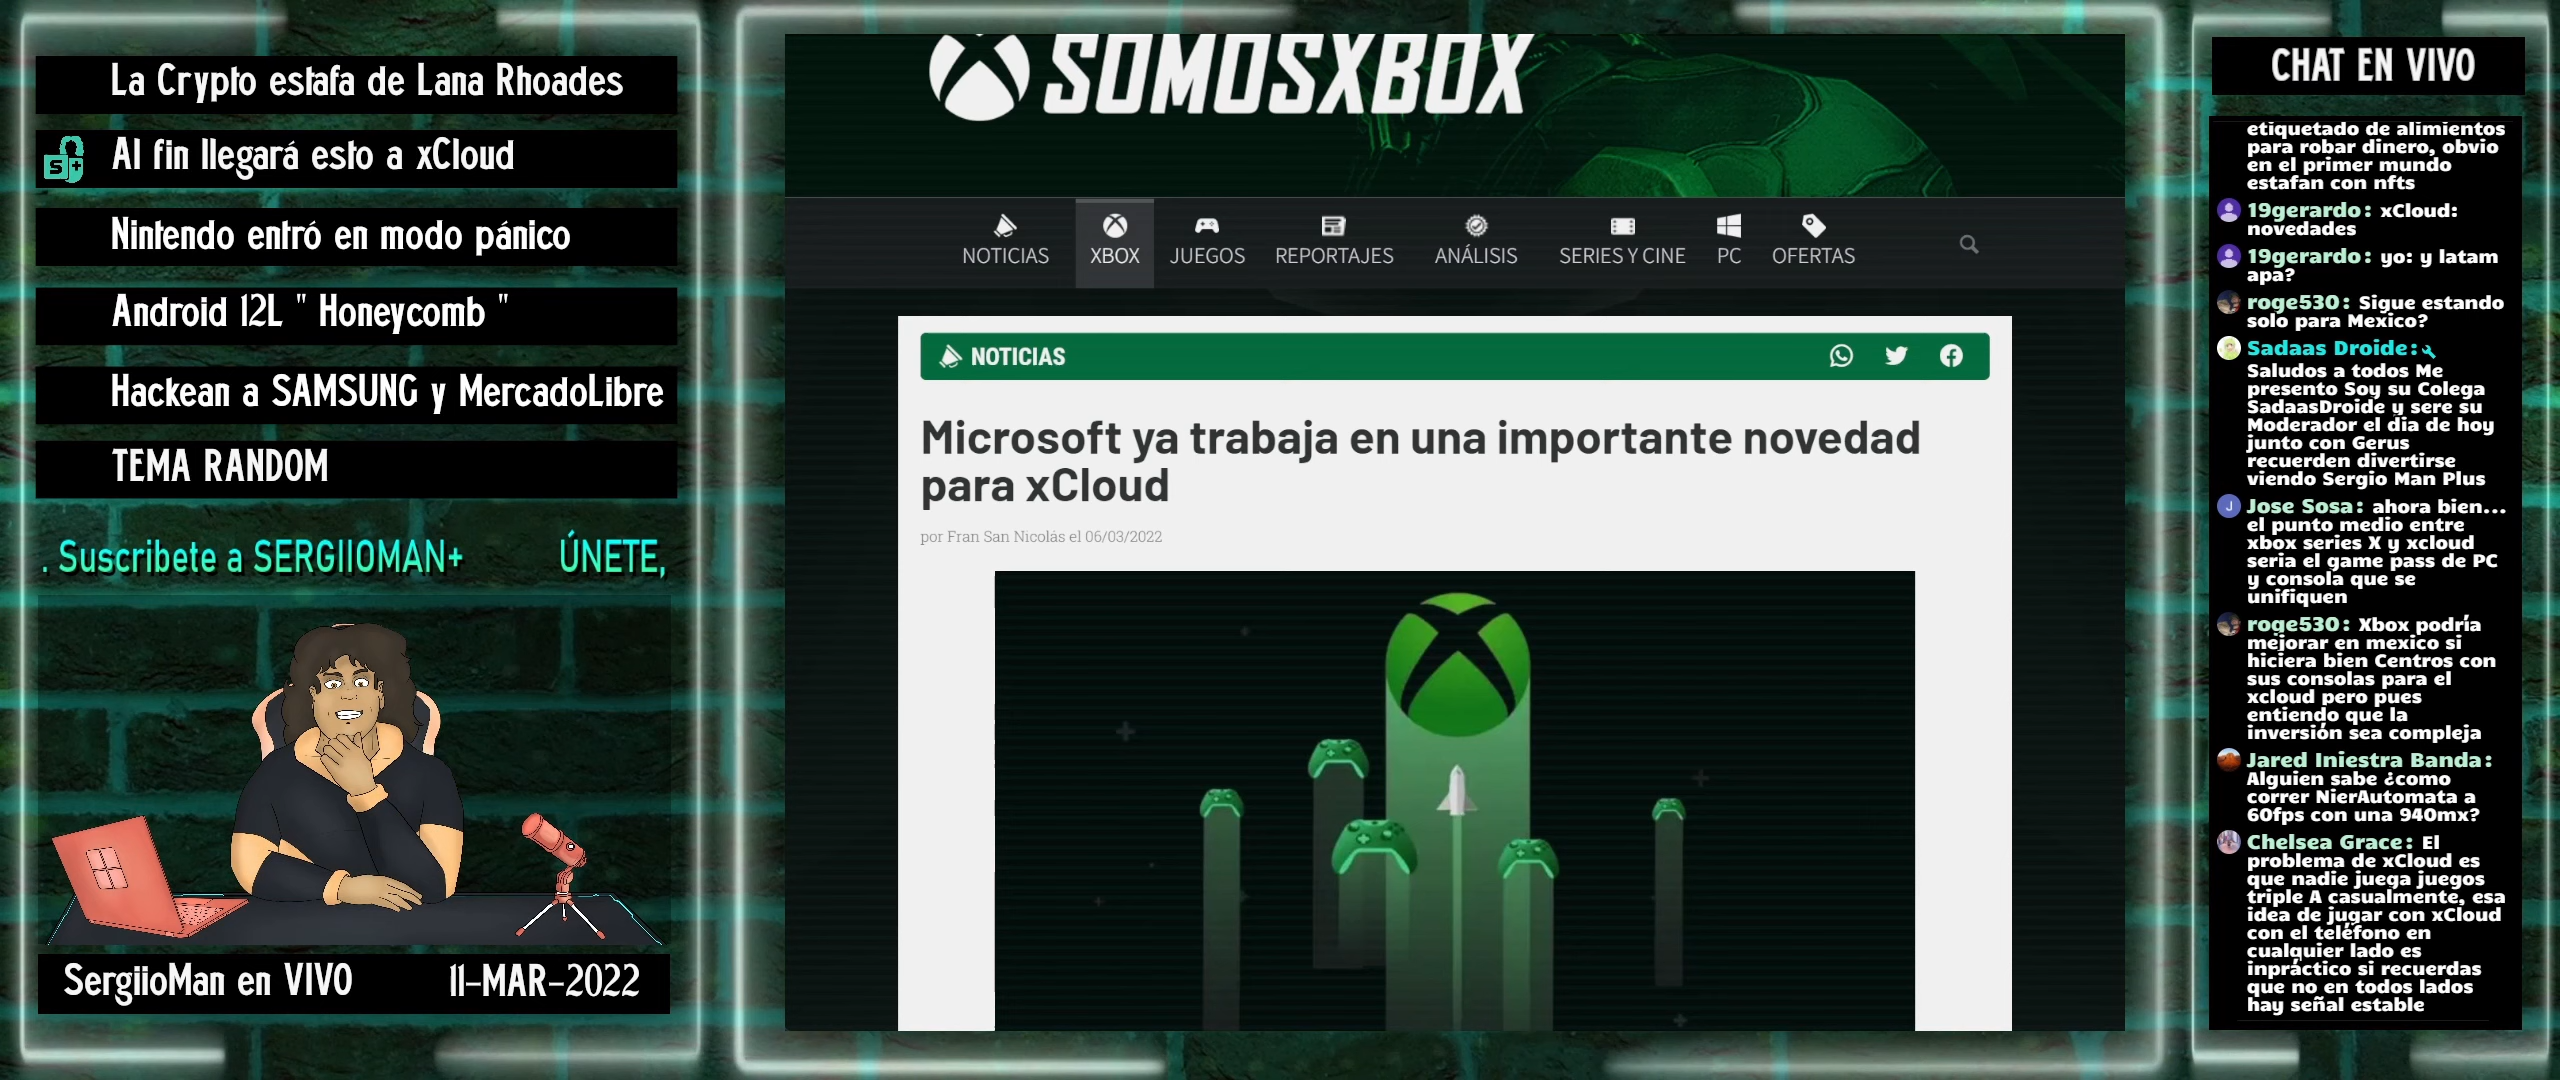 La Crypto estafa de Lana Rhoades
Al fin llegará esto a xCloud
Nintendo entró en modo pánico
Android 12L " Honeycomb "
Hackean a SAMSUNG y MercadoLibre
TEMA RANDOM
. Suscribete a SERGIIOMAN+ ÚNETE,
SergiioMan en VIVO 11-MAR-2022
SOMOSXBOX
NOTICIAS XBOX JUEGOS REPORTAJES ANÁLISIS SERIES Y CINE PC OFERTAS
NOTICIAS
Microsoft ya trabaja en una importante novedad
para xCloud
por Fran San Nicolás el 06/03/2022
CHAT EN VIVO
etiquetado de alimientos
para robar dinero, obvio
en el primer mundo
estafan con nfts
19gerardo: xCloud:
novedades
19gerardo: yo: y latam
apa?
roge530: Sigue estando
solo para Mexico?
Sadaas Droide:
Saludos a todos Me
presento Soy su Colega
SadaasDroide y sere su
Moderador el dia de hoy
junto con Gerus
recuerden divertirse
viendo Sergio Man Plus
J
Jose Sosa: ahora bien...
el punto medio entre
xbox series X y xcloud
seria el game pass de PC
y consola que se
unifiquen
roge530: Xbox podría
mejorar en mexico si
hiciera bien Centros con
sus consolas para el
xcloud pero pues
entiendo que la
inversión sea compleja
Jared Iniestra Banda:
Alguien sabe ¿como
correr NierAutomata a
60fps con una 940mx?
Chelsea Grace: El
problema de xCloud es
que nadie juega juegos
triple A casualmente, esa
idea de jugar con xCloud
con el teléfono en
cualquier lado es
inpráctico si recuerdas
que no en todos lados
hay señal estable